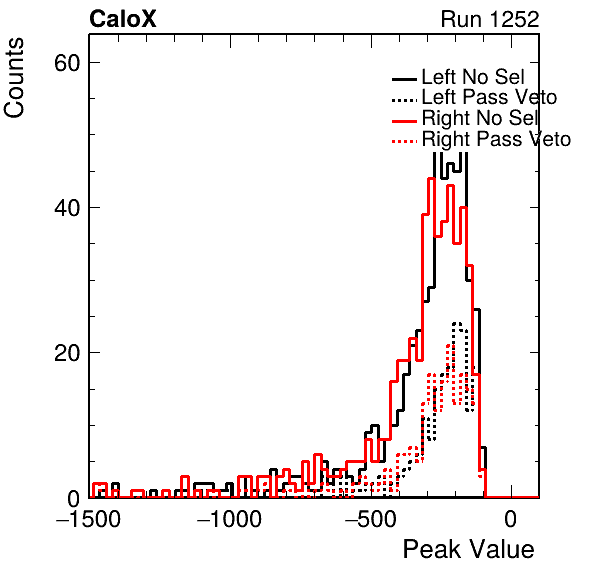 CaloX Run 1252
Counts
60
40
20
0
Left No Sel
Left Pass Veto
Right No Sel
Right Pass Veto
−1500 −1000 −500 0
Peak Value